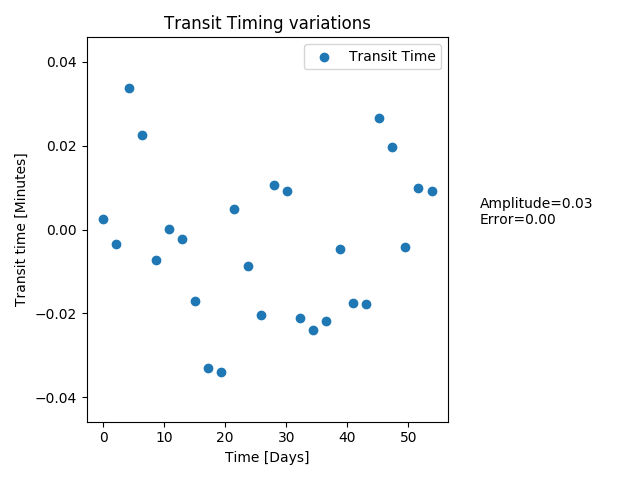 Transit Timing variations
Transit Time
0.04
0.02
0.00
−0.02
−0.04
Transit time [Minutes]
0 10 20 30 40 50
Time [Days]
Amplitude=0.03
Error=0.00